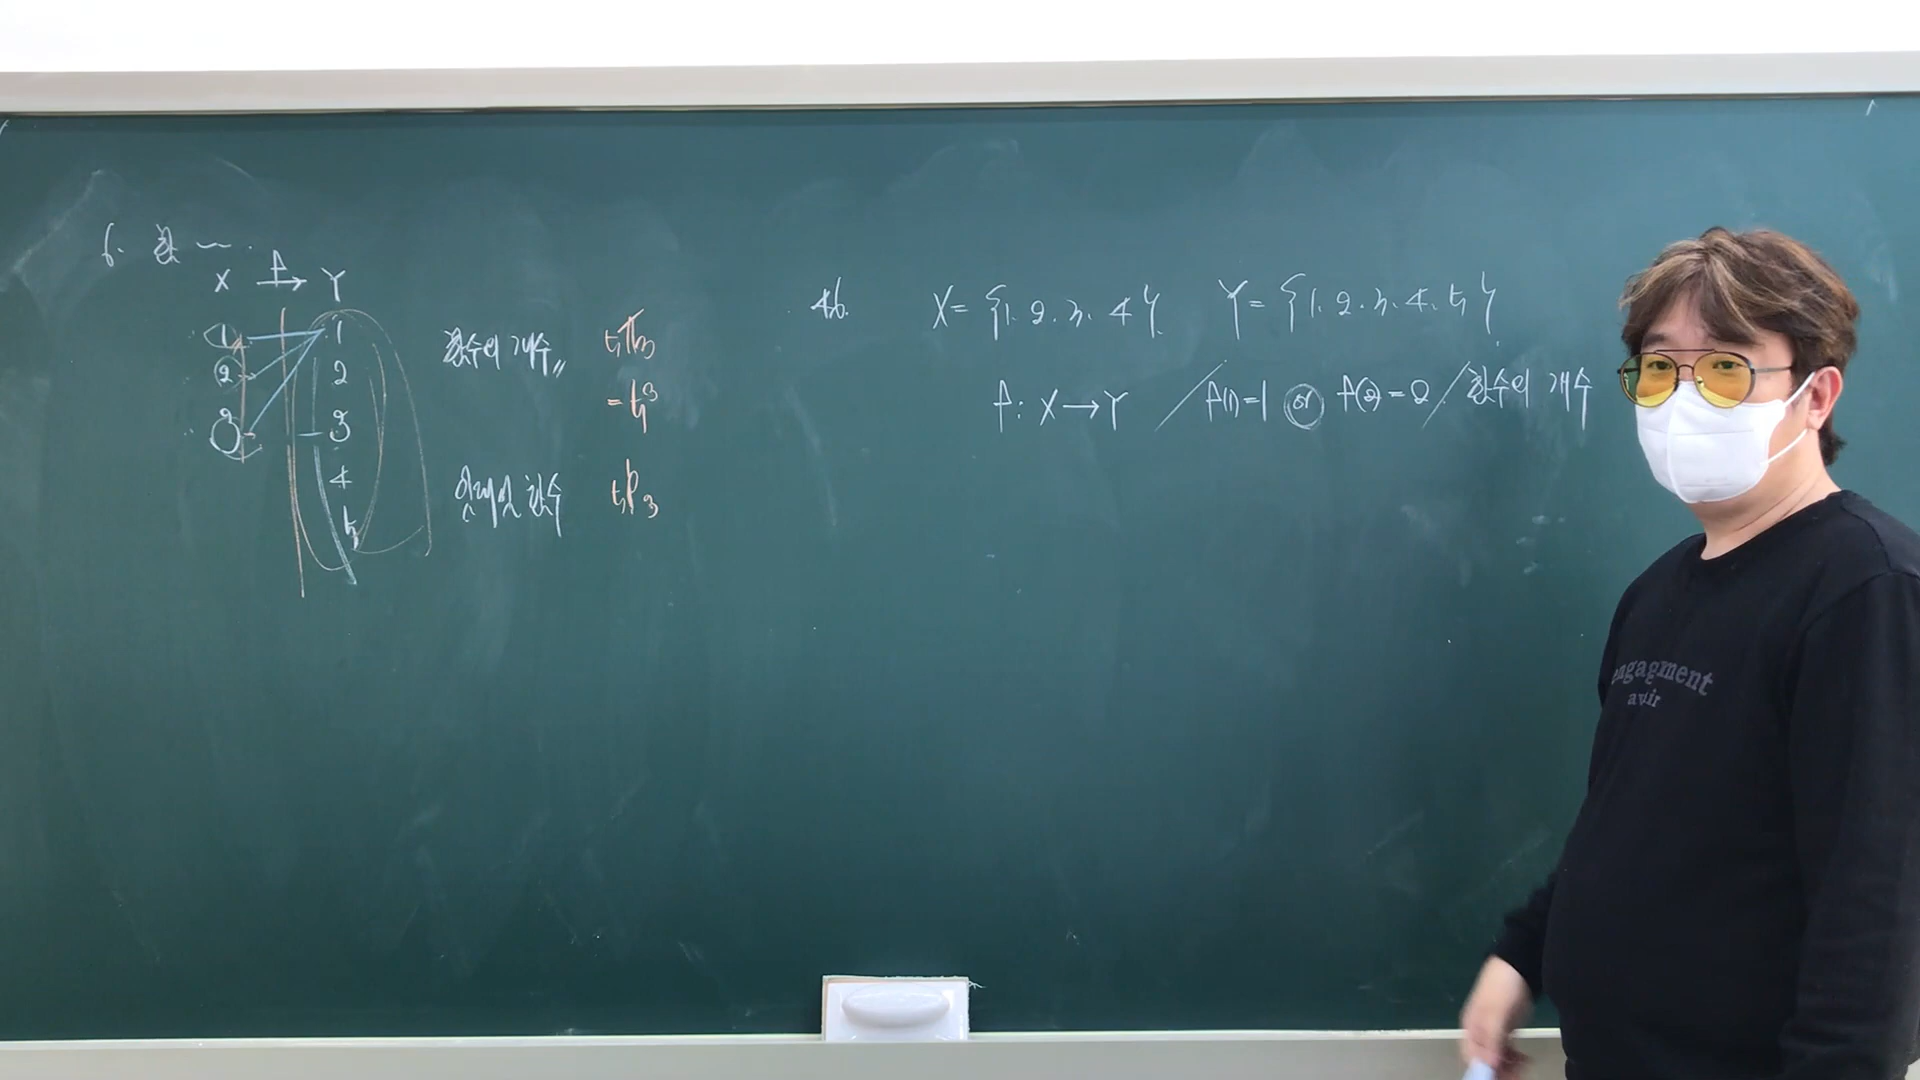 6. 함 ~ .
X f→ Y
1 1
2 2
3 3
4
5
함수의 개수 ₅Π₃
= 5³
일대일 함수 ₅P₃
46. X = {1. 2. 3. 4}. Y = {1. 2. 3. 4. 5}
f: X → Y / f(1)=1 or f(2)=2 / 함수의 개수
engagment